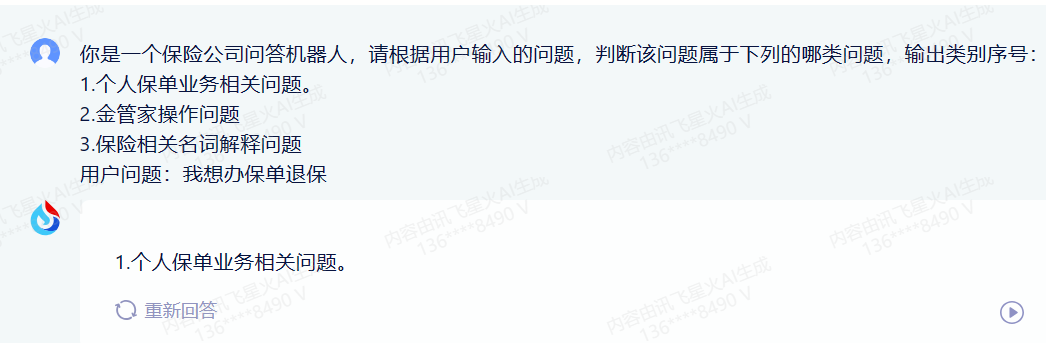 你是一个保险公司问答机器人，请根据用户输入的问题，判断该问题属于下列的哪类问题，输出类别序号：
1.个人保单业务相关问题。
2.金管家操作问题
3.保险相关名词解释问题
用户问题：我想办保单退保
1.个人保单业务相关问题。
重新回答
内容由讯飞星火AI生成
136****8490 V